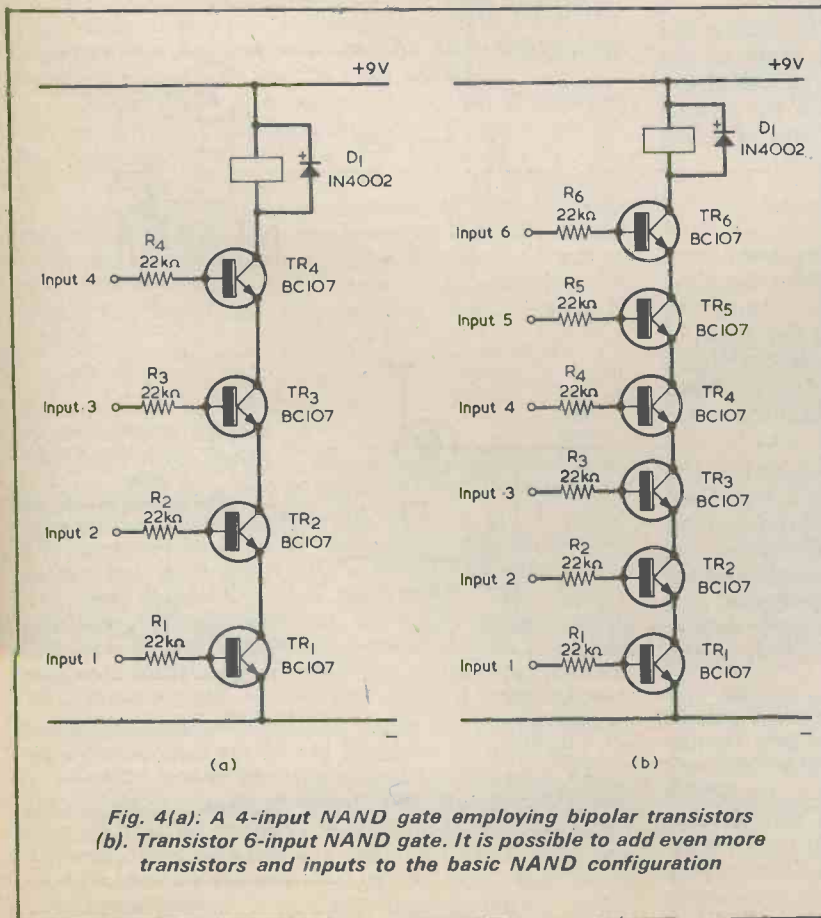 +9V
D1
IN4002
R4
22kΩ
Input 4
TR4
BC107
R3
22kΩ
Input 3
TR3
BC107
R2
22kΩ
Input 2
TR2
BC107
R1
22kΩ
Input 1
TR1
BC107
−
(a)
+9V
D1
IN4002
R6
22kΩ
Input 6
TR6
BC107
R5
22kΩ
Input 5
TR5
BC107
R4
22kΩ
Input 4
TR4
BC107
R3
22kΩ
Input 3
TR3
BC107
R2
22kΩ
Input 2
TR2
BC107
R1
22kΩ
Input 1
TR1
BC107
−
(b)
Fig. 4(a): A 4-input NAND gate employing bipolar transistors
(b). Transistor 6-input NAND gate. It is possible to add even more
transistors and inputs to the basic NAND configuration